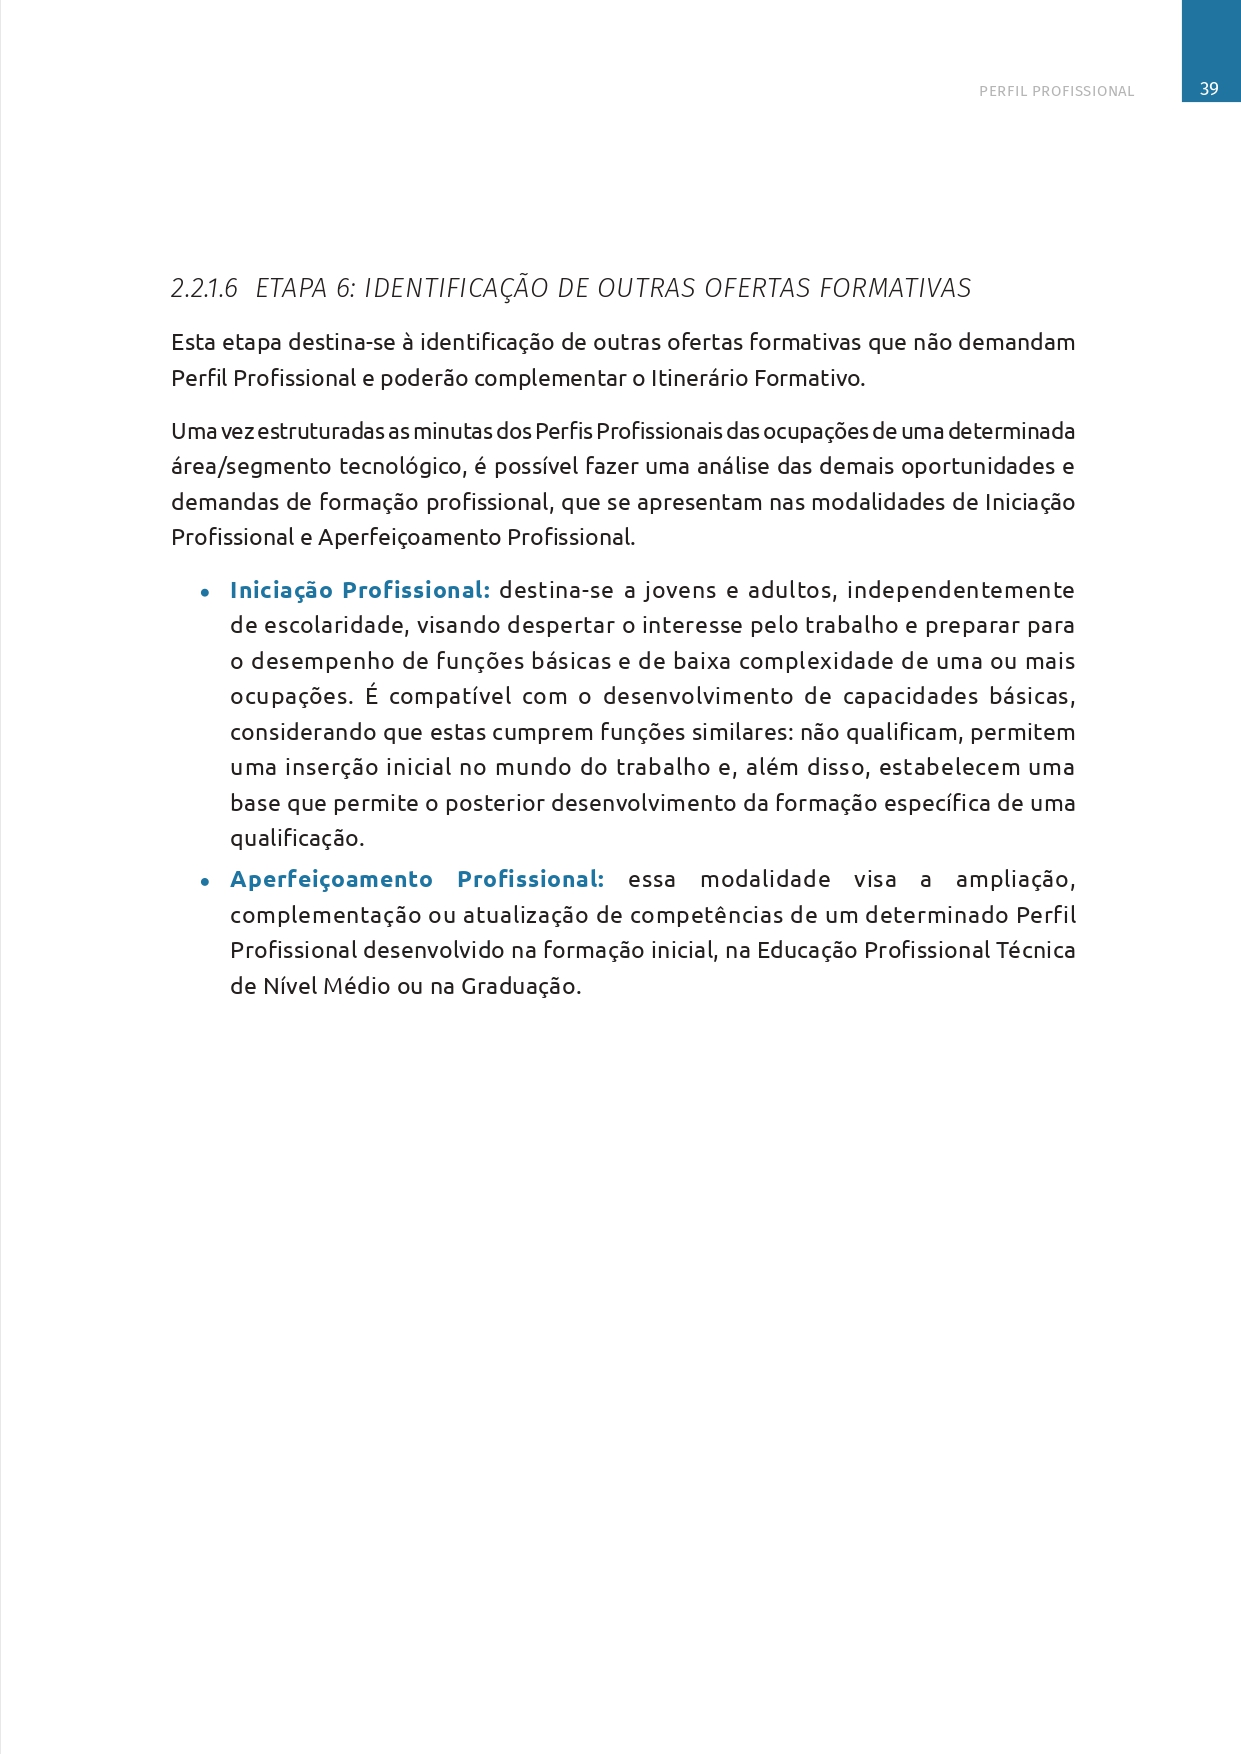 PERFIL PROFISSIONAL
39
2.2.1.6 ETAPA 6: IDENTIFICAÇÃO DE OUTRAS OFERTAS FORMATIVAS
Esta etapa destina-se à identificação de outras ofertas formativas que não demandam
Perfil Profissional e poderão complementar o Itinerário Formativo.
Uma vez estruturadas as minutas dos Perfis Profissionais das ocupações de uma determinada
área/segmento tecnológico, é possível fazer uma análise das demais oportunidades e
demandas de formação profissional, que se apresentam nas modalidades de Iniciação
Profissional e Aperfeiçoamento Profissional.
• Iniciação Profissional: destina-se a jovens e adultos, independentemente
de escolaridade, visando despertar o interesse pelo trabalho e preparar para
o desempenho de funções básicas e de baixa complexidade de uma ou mais
ocupações. É compatível com o desenvolvimento de capacidades básicas,
considerando que estas cumprem funções similares: não qualificam, permitem
uma inserção inicial no mundo do trabalho e, além disso, estabelecem uma
base que permite o posterior desenvolvimento da formação específica de uma
qualificação.
• Aperfeiçoamento Profissional: essa modalidade visa a ampliação,
complementação ou atualização de competências de um determinado Perfil
Profissional desenvolvido na formação inicial, na Educação Profissional Técnica
de Nível Médio ou na Graduação.